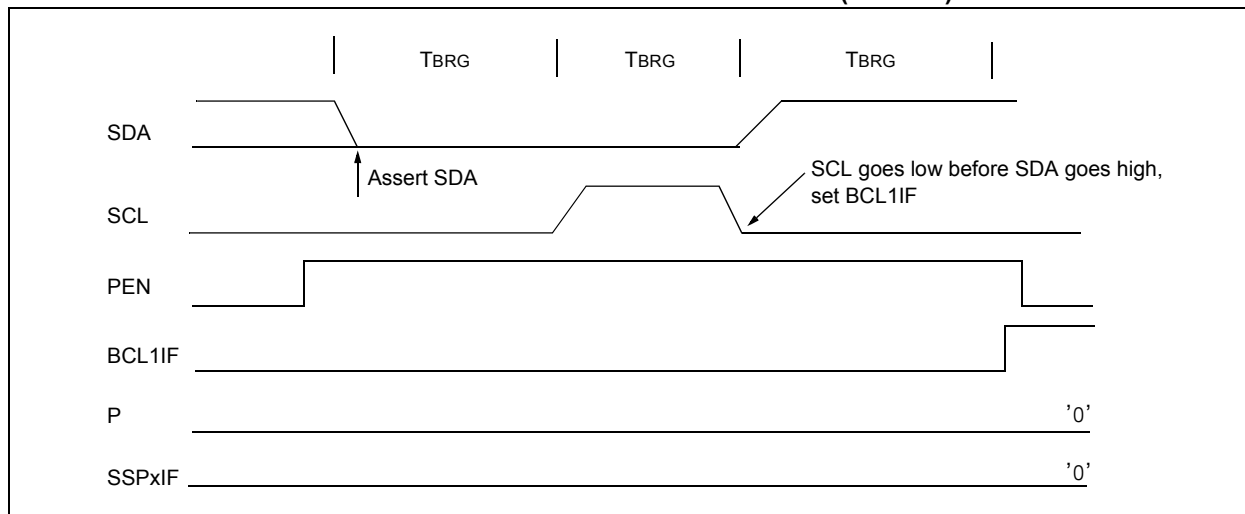 TBRG TBRG TBRG
SDA
Assert SDA
SCL goes low before SDA goes high,
set BCL1IF
SCL
PEN
BCL1IF
P '0'
SSPxIF '0'